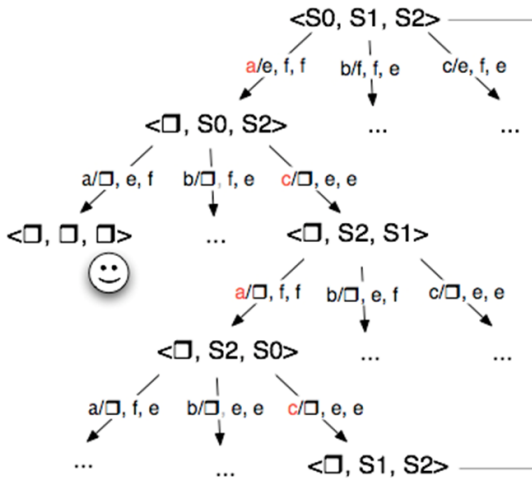 <S0, S1, S2>
a/e, f, f b/f, f, e c/e, f, e
<❒, S0, S2> ... ...
a/❒, e, f b/❒, f, e c/❒, e, e
<❒, ❒, ❒> ... <❒, S2, S1>
a/❒, f, f b/❒, e, f c/❒, e, e
<❒, S2, S0> ... ...
a/❒, f, e b/❒, e, e c/❒, e, e
... ... <❒, S1, S2>